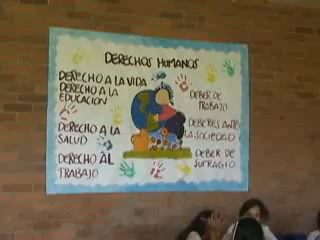 DERECHOS HUMANOS
DERECHO A LA VIDA
DERECHO A LA
EDUCACION
DERECHO A LA
SALUD
DERECHO AL
TRABAJO
DEBER DE
TRABAJO
DEBERES ANTE
LA SOCIEDAD
DEBER DE
SUFRAGIO